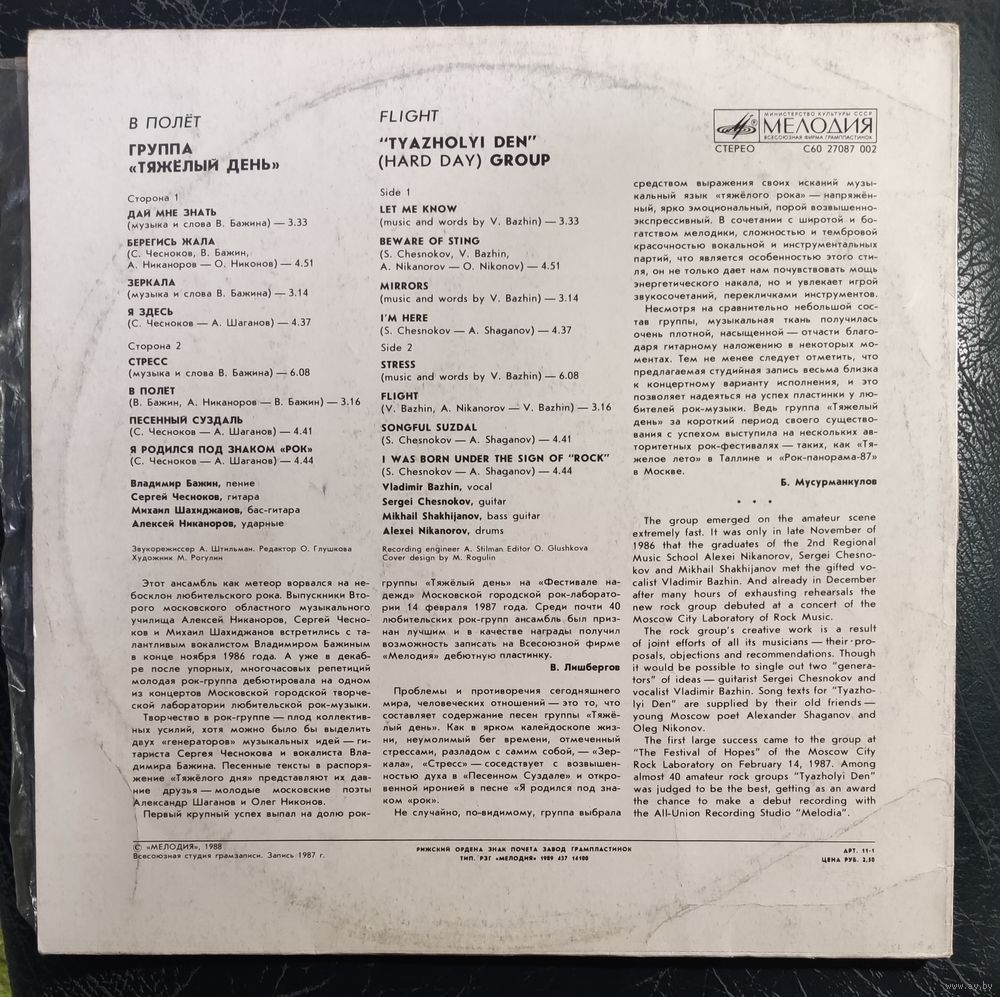 В ПОЛЁТ
ГРУППА
«ТЯЖЁЛЫЙ ДЕНЬ»
Сторона 1
ДАЙ МНЕ ЗНАТЬ
(музыка и слова В. Бажина) — 3.33
БЕРЕГИСЬ ЖАЛА
(С. Чесноков, В. Бажин,
А. Никаноров — О. Никонов) — 4.51
ЗЕРКАЛА
(музыка и слова В. Бажина) — 3.14
Я ЗДЕСЬ
(С. Чесноков — А. Шаганов) — 4.37
Сторона 2
СТРЕСС
(музыка и слова В. Бажина) — 6.08
В ПОЛЁТ
(В. Бажин, А. Никаноров — В. Бажин) — 3.16
ПЕСЕННЫЙ СУЗДАЛЬ
(С. Чесноков — А. Шаганов) — 4.41
Я РОДИЛСЯ ПОД ЗНАКОМ «РОК»
(С. Чесноков — А. Шаганов) — 4.44
Владимир Бажин, пение
Сергей Чесноков, гитара
Михаил Шахиджанов, бас-гитара
Алексей Никаноров, ударные
Звукорежиссер А. Штильман. Редактор О. Глушкова
Художник М. Рогулин
FLIGHT
“TYAZHOLYI DEN”
(HARD DAY) GROUP
Side 1
LET ME KNOW
(music and words by V. Bazhin) — 3.33
BEWARE OF STING
(S. Chesnokov, V. Bazhin,
A. Nikanorov — O. Nikonov) — 4.51
MIRRORS
(music and words by V. Bazhin) — 3.14
I’M HERE
(S. Chesnokov — A. Shaganov) — 4.37
Side 2
STRESS
(music and words by V. Bazhin) — 6.08
FLIGHT
(V. Bazhin, A. Nikanorov — V. Bazhin) — 3.16
SONGFUL SUZDAL
(S. Chesnokov — A. Shaganov) — 4.41
I WAS BORN UNDER THE SIGN OF “ROCK”
(S. Chesnokov — A. Shaganov) — 4.44
Vladimir Bazhin, vocal
Sergei Chesnokov, guitar
Mikhail Shakhijanov, bass guitar
Alexei Nikanorov, drums
Recording engineer A. Stilman Editor O. Glushkova
Cover design by M. Rogulin
МИНИСТЕРСТВО КУЛЬТУРЫ СССР
МЕЛОДИЯ
ВСЕСОЮЗНАЯ ФИРМА ГРАМПЛАСТИНОК
СТЕРЕО С60 27087 002
Этот ансамбль как метеор ворвался на не-
босклон любительского рока. Выпускники Вто-
рого московского областного музыкального
училища Алексей Никаноров, Сергей Чесно-
ков и Михаил Шахиджанов встретились с та-
лантливым вокалистом Владимиром Бажиным
в конце ноября 1986 года. А уже в декаб-
ре после упорных, многочасовых репетиций
молодая рок-группа дебютировала на одном
из концертов Московской городской творче-
ской лаборатории любительской рок-музыки.
Творчество в рок-группе — плод коллектив-
ных усилий, хотя можно было бы выделить
двух «генераторов» музыкальных идей — ги-
тариста Сергея Чеснокова и вокалиста Вла-
димира Бажина. Песенные тексты в распоря-
жение «Тяжёлого дня» представляют их дав-
ние друзья — молодые московские поэты
Александр Шаганов и Олег Никонов.
Первый крупный успех выпал на долю рок-
группы «Тяжёлый день» на «Фестивале на-
дежд» Московской городской рок-лаборато-
рии 14 февраля 1987 года. Среди почти 40
любительских рок-групп ансамбль был приз-
нан лучшим и в качестве награды получил
возможность записать на Всесоюзной фирме
«Мелодия» дебютную пластинку.
В. Лишбергов
Проблемы и противоречия сегодняшнего
мира, человеческих отношений — это то, что
составляет содержание песен группы «Тяжё-
лый день». Как в ярком калейдоскопе жиз-
ни, неумолимый бег времени, отмеченный
стрессами, разладом с самим собой, — «Зер-
кала», «Стресс» — соседствует с возвышен-
ностью духа в «Песенном Суздале» и откро-
венной иронией в песне «Я родился под зна-
ком «рок».
Не случайно, по-видимому, группа выбрала
средством выражения своих исканий музы-
кальный язык «тяжёлого рока» — напряжён-
ный, ярко эмоциональный, порой возвышенно-
экспрессивный. В сочетании с широтой и бо-
гатством мелодики, сложностью и тембровой
красочностью вокальной и инструментальных
партий, что является особенностью этого сти-
ля, он не только дает нам почувствовать мощь
энергетического накала, но и увлекает игрой
звукосочетаний, перекличками инструментов.
Несмотря на сравнительно небольшой сос-
тав группы, музыкальная ткань получилась
очень плотной, насыщенной — отчасти благо-
даря гитарному наложению в некоторых мо-
ментах. Тем не менее следует отметить, что
предлагаемая студийная запись весьма близка
к концертному варианту исполнения, и это
позволяет надеяться на успех пластинки у лю-
бителей рок-музыки. Ведь группа «Тяжелый
день» за короткий период своего существо-
вания с успехом выступила на нескольких ав-
торитетных рок-фестивалях — таких, как «Тя-
желое лето» в Таллине и «Рок-панорама-87»
в Москве.
Б. Мусурманкулов
* * *
The group emerged on the amateur scene
extremely fast. It was only in late November of
1986 that the graduates of the 2nd Regional
Music School Alexei Nikanorov, Sergei Chesno-
kov and Mikhail Shakhijanov met the gifted vo-
calist Vladimir Bazhin. And already in December
after many hours of exhausting rehearsals the
new rock group debuted at a concert of the
Moscow City Laboratory of Rock Music.
The rock group’s creative work is a result
of joint efforts of all its musicians — their pro-
posals, objections and recommendations. Though
it would be possible to single out two “genera-
tors” of ideas — guitarist Sergei Chesnokov and
vocalist Vladimir Bazhin. Song texts for “Tyazho-
lyi Den” are supplied by their old friends —
young Moscow poet Alexander Shaganov and
Oleg Nikonov.
The first large success came to the group at
“The Festival of Hopes” of the Moscow City
Rock Laboratory on February 14, 1987. Among
almost 40 amateur rock groups “Tyazholyi Den”
was judged to be the best, getting as an award
the chance to make a debut recording with
the All-Union Recording Studio “Melodia”.
© «МЕЛОДИЯ», 1988
Всесоюзная студия грамзаписи. Запись 1987 г.
РИЖСКИЙ ОРДЕНА ЗНАК ПОЧЕТА ЗАВОД ГРАМПЛАСТИНОК
ТИП. РЗГ «МЕЛОДИЯ» 1989 437 14100
АРТ. 11-1
ЦЕНА РУБ. 2,50
www.ay.by